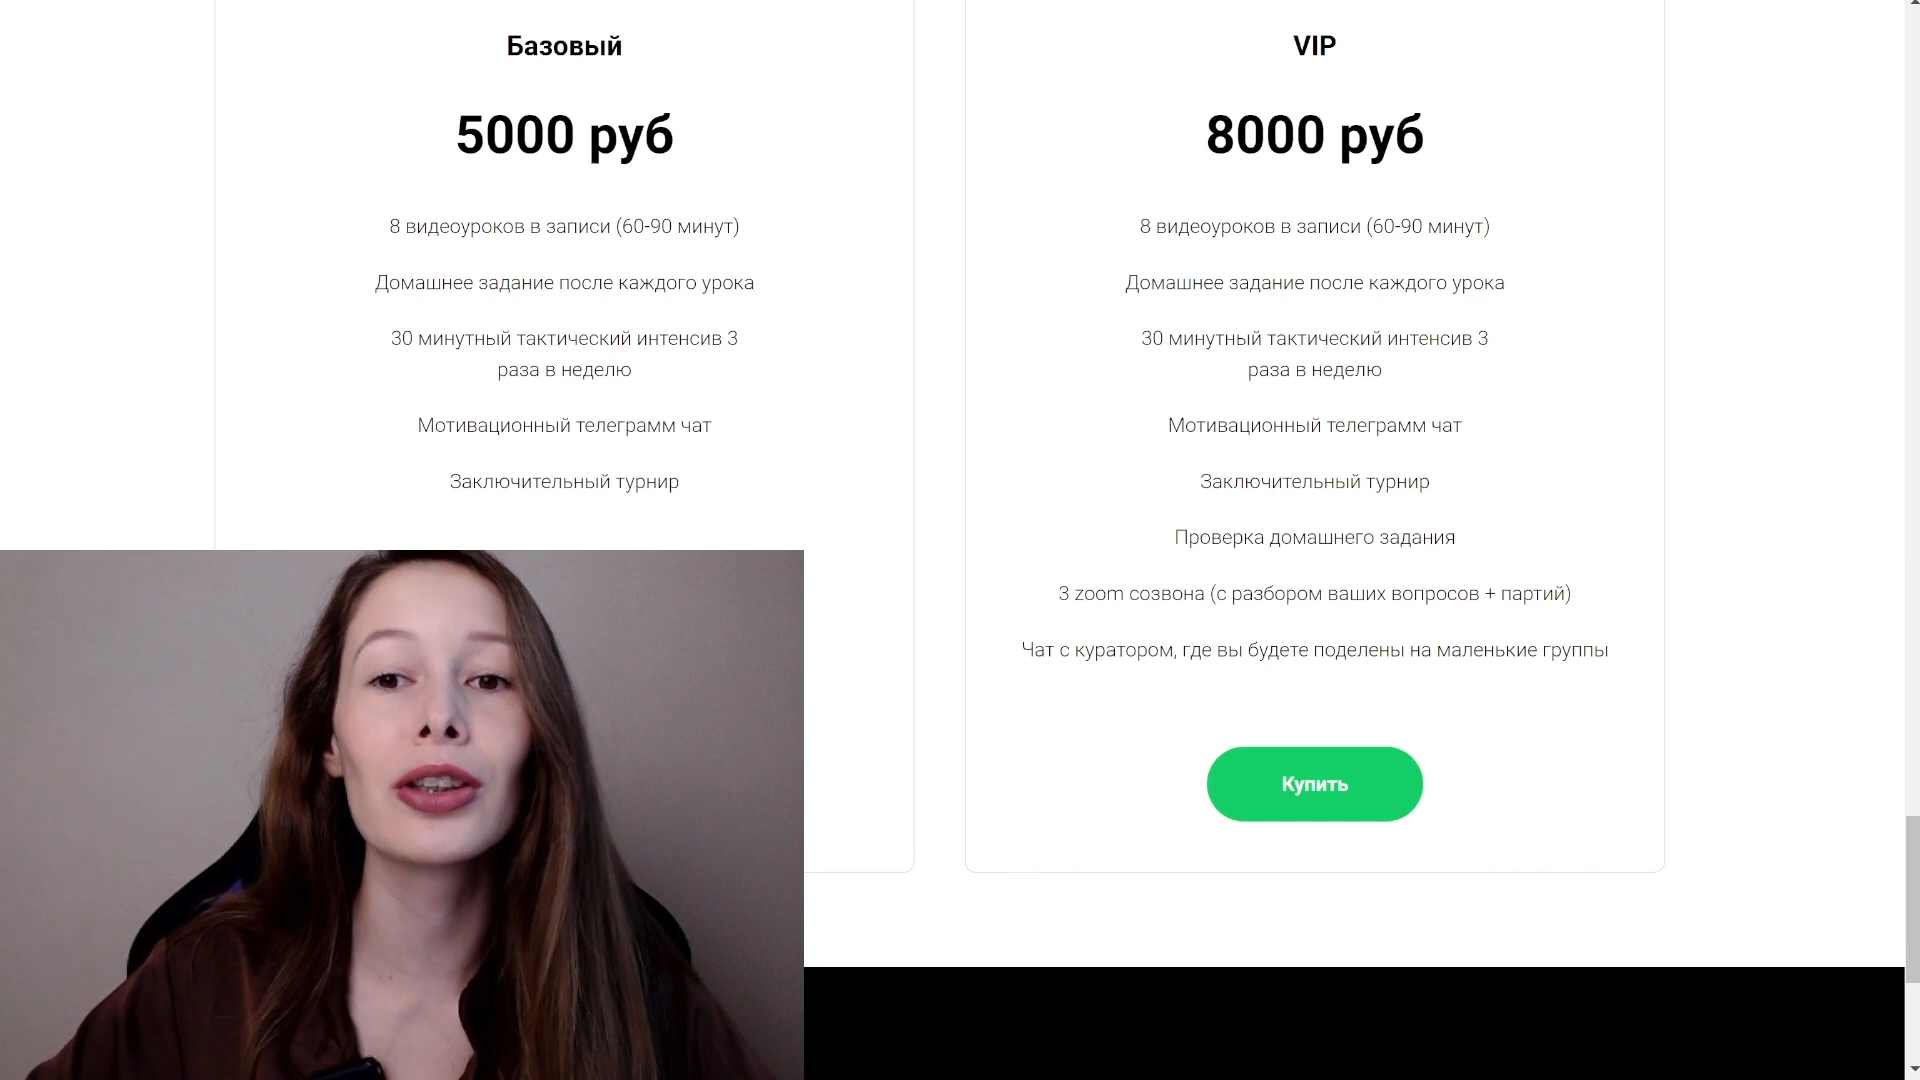 Базовый
5000 руб
8 видеоуроков в записи (60-90 минут)
Домашнее задание после каждого урока
30 минутный тактический интенсив 3
раза в неделю
Мотивационный телеграмм чат
Заключительный турнир
VIP
8000 руб
8 видеоуроков в записи (60-90 минут)
Домашнее задание после каждого урока
30 минутный тактический интенсив 3
раза в неделю
Мотивационный телеграмм чат
Заключительный турнир
Проверка домашнего задания
3 zoom созвона (с разбором ваших вопросов + партий)
Чат с куратором, где вы будете поделены на маленькие группы
Купить